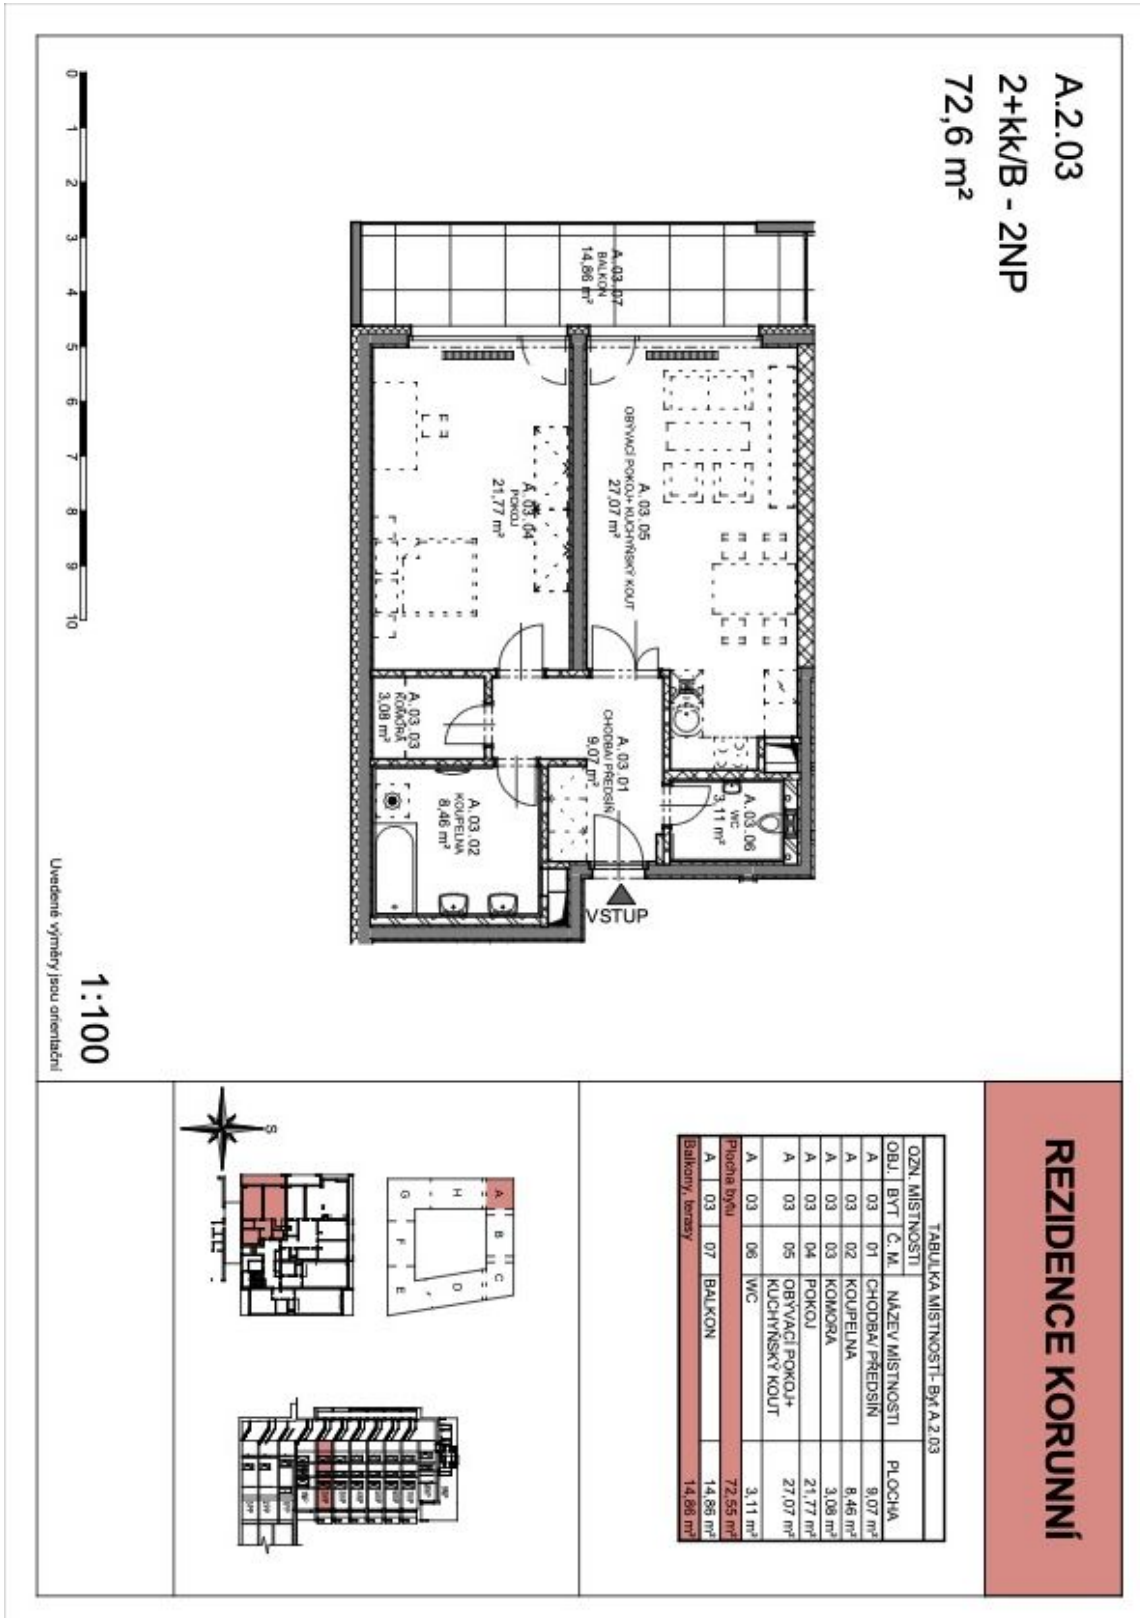 A.2.03
2+kk/B - 2NP
72,6 m²
A.03.07
BALKON
14,86 m²
A.03.05
OBÝVACÍ POKOJ+ KUCHYŇSKÝ KOUT
27,07 m²
A.03.04
POKOJ
21,77 m²
A.03.03
KOMORA
3,08 m²
A.03.01
CHODBA/ PŘEDSÍŇ
9,07 m²
A.03.06
WC
3,11 m²
A.03.02
KOUPELNA
8,46 m²
VSTUP
0 1 2 3 4 5 6 7 8 9 10
1:100
Uvedené výměry jsou orientační
REZIDENCE KORUNNÍ
TABULKA MÍSTNOSTÍ- Byt A.2.03
OZN. MÍSTNOSTI
OBJ. BYT Č.M. NÁZEV MÍSTNOSTI PLOCHA
A 03 01 CHODBA/ PŘEDSÍŇ 9,07 m²
A 03 02 KOUPELNA 8,46 m²
A 03 03 KOMORA 3,08 m²
A 03 04 POKOJ 21,77 m²
A 03 05 OBÝVACÍ POKOJ+
KUCHYŇSKÝ KOUT 27,07 m²
A 03 06 WC 3,11 m²
Plocha bytu 72,55 m²
A 03 07 BALKON 14,86 m²
Balkony, terasy 14,86 m²
S
A B C
H D
G F E